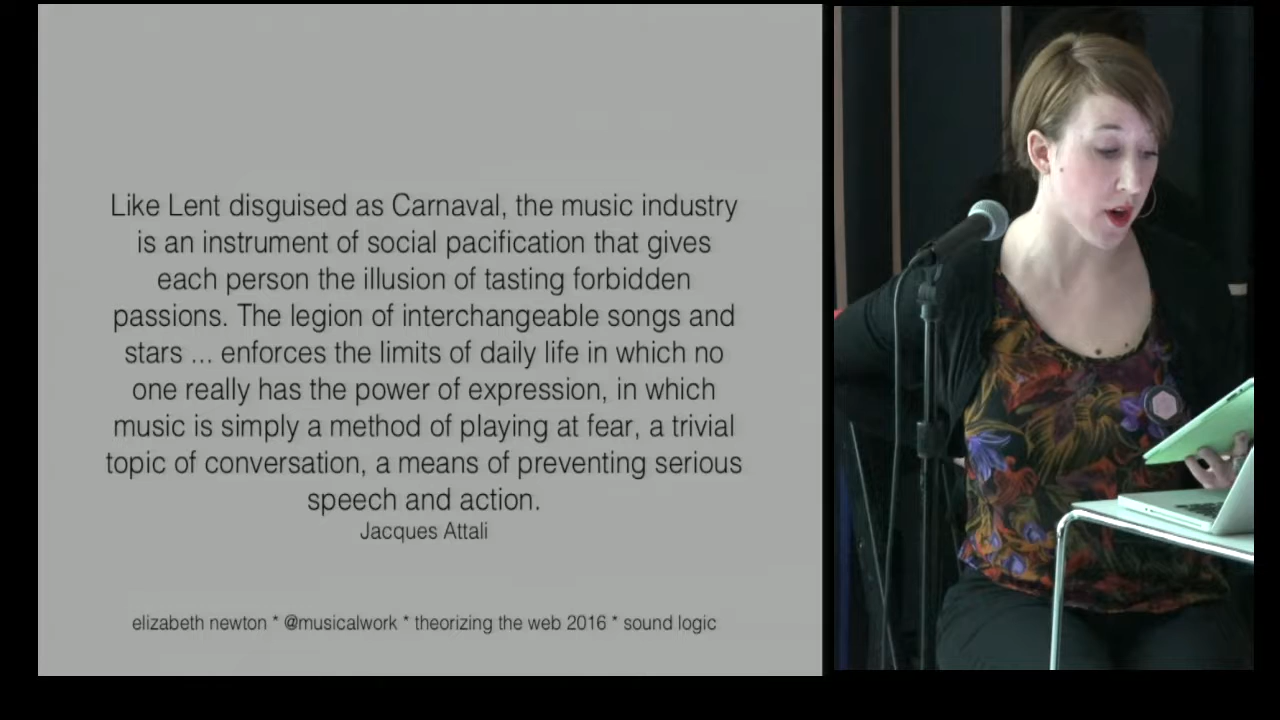 Like Lent disguised as Carnaval, the music industry
is an instrument of social pacification that gives
each person the illusion of tasting forbidden
passions. The legion of interchangeable songs and
stars ... enforces the limits of daily life in which no
one really has the power of expression, in which
music is simply a method of playing at fear, a trivial
topic of conversation, a means of preventing serious
speech and action.
Jacques Attali
elizabeth newton * @musicalwork * theorizing the web 2016 * sound logic